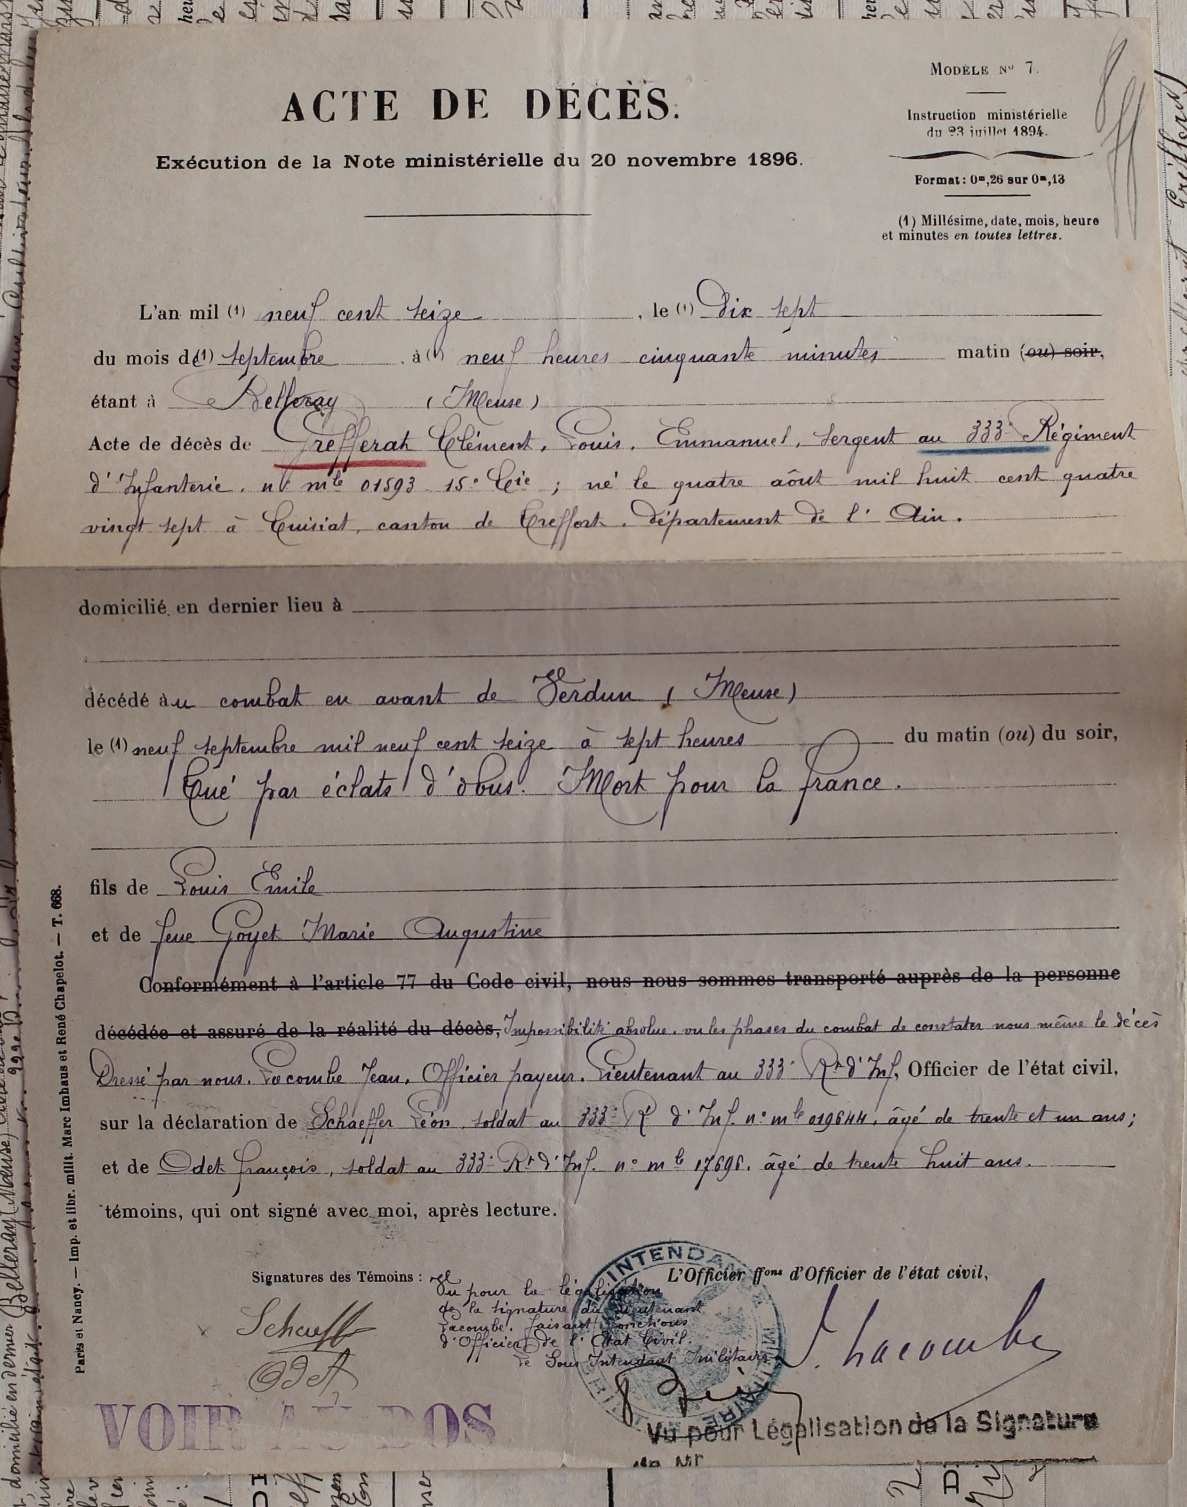 Modèle No 7.
ACTE DE DÉCÈS.
Instruction ministérielle
du 23 juillet 1894.
Exécution de la Note ministérielle du 20 novembre 1896.
Format : 0m,26 sur 0m,13
(1) Millésime, date, mois, heure
et minutes en toutes lettres.
L'an mil (1) neuf cent seize, le (1) Dix sept
du mois de (1) septembre à (1) neuf heures cinquante minutes matin (ou) soir,
étant à Belleray (Meuse)
Acte de décès de Grefferat Clément, Louis, Emmanuel, sergent au 333e Régiment
d'Infanterie, no mle 01593 15e Cie ; né le quatre aôut mil huit cent quatre
vingt sept à Cuisiat, canton de Treffort, département de l'Ain.
domicilié en dernier lieu à
décédé au combat en avant de Verdun (Meuse)
le (1) neuf septembre mil neuf cent seize à sept heures du matin (ou) du soir,
Tué par éclats d'obus. Mort pour la france.
fils de Louis Emile
et de feue Goyet Marie Augustine
Conformément à l'article 77 du Code civil, nous nous sommes transporté auprès de la personne
décédée et assuré de la réalité du décès, Impossibilité absolue, vu les phases du combat de constater nous même le décès
Dressé par nous, Lacombe Jean, Officier payeur, Lieutenant au 333e Rt d'Inf, Officier de l'état civil,
sur la déclaration de Schaeffer Léon, soldat au 333e Rt d'Inf. no mle 019644, âgé de trente et un ans ;
et de Odet françois, soldat au 333e Rt d'Inf. no mle 17696, âgé de trente huit ans.
témoins, qui ont signé avec moi, après lecture.
Signatures des Témoins :
L'Officier ffons d'Officier de l'état civil,
Vu pour la légalisation
de la signature du Lieutenant
Lacombe, faisant fonctions
d'Officier de l'Etat Civil.
Le Sous Intendant Militaire
Schaeffer
Odet
J. Lacombe
INTENDANCE MILITAIRE
VOIR AU DOS
Vu pour Légalisation de la Signature
de Mr
Paris et Nancy. — Imp. et libr. milit. Marc Imhaus et René Chapelot. — T. 668.
domicilié en dernier
Belleray (Meuse)